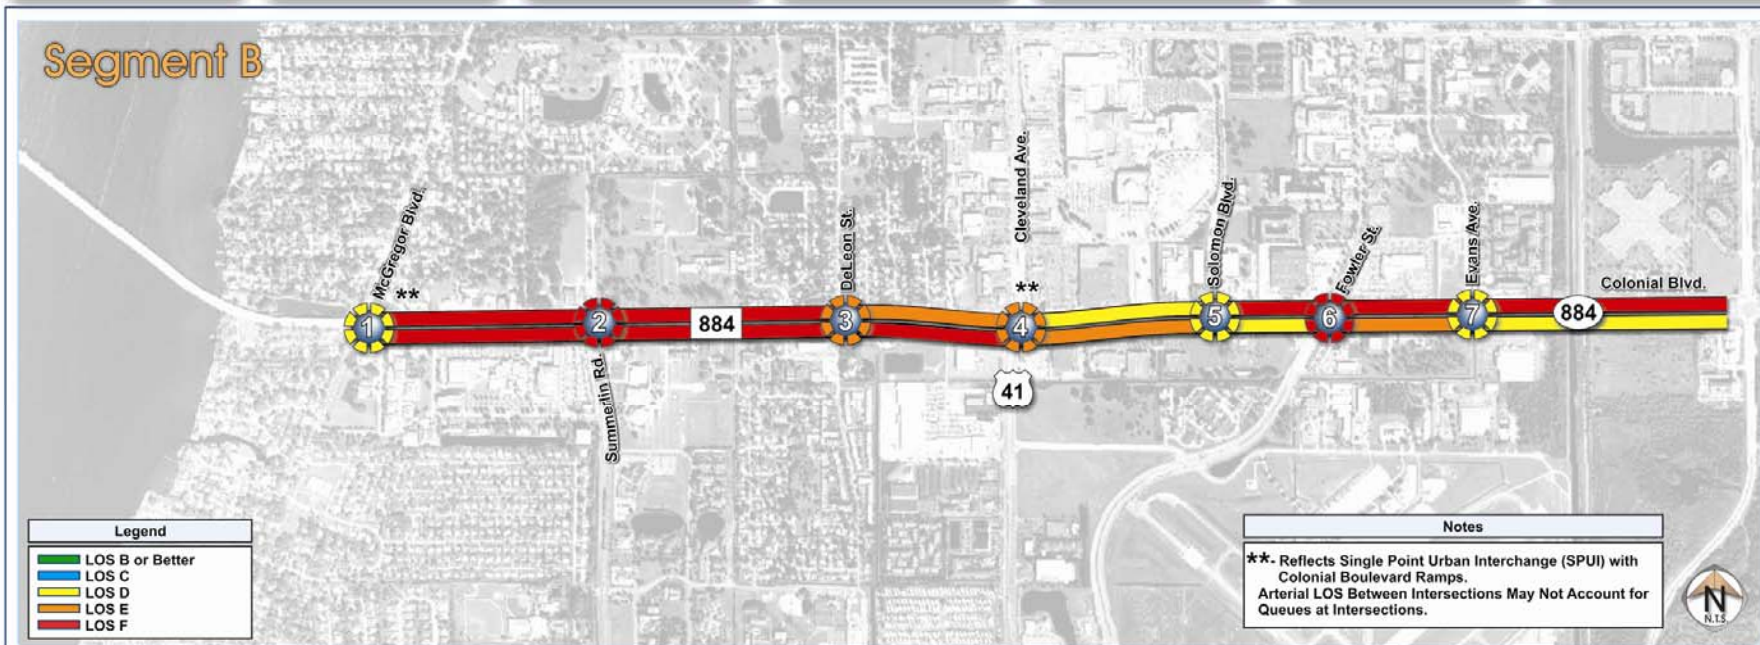 Segment B
McGregor Blvd.
**
1
Summerlin Rd.
2
884
DeLeon St.
3
Cleveland Ave.
**
4
41
Solomon Blvd.
5
Fowler St.
6
Evans Ave.
7
Colonial Blvd.
884
Legend
LOS B or Better
LOS C
LOS D
LOS E
LOS F
Notes
**- Reflects Single Point Urban Interchange (SPUI) with
Colonial Boulevard Ramps.
Arterial LOS Between Intersections May Not Account for
Queues at Intersections.
N
N.T.S.